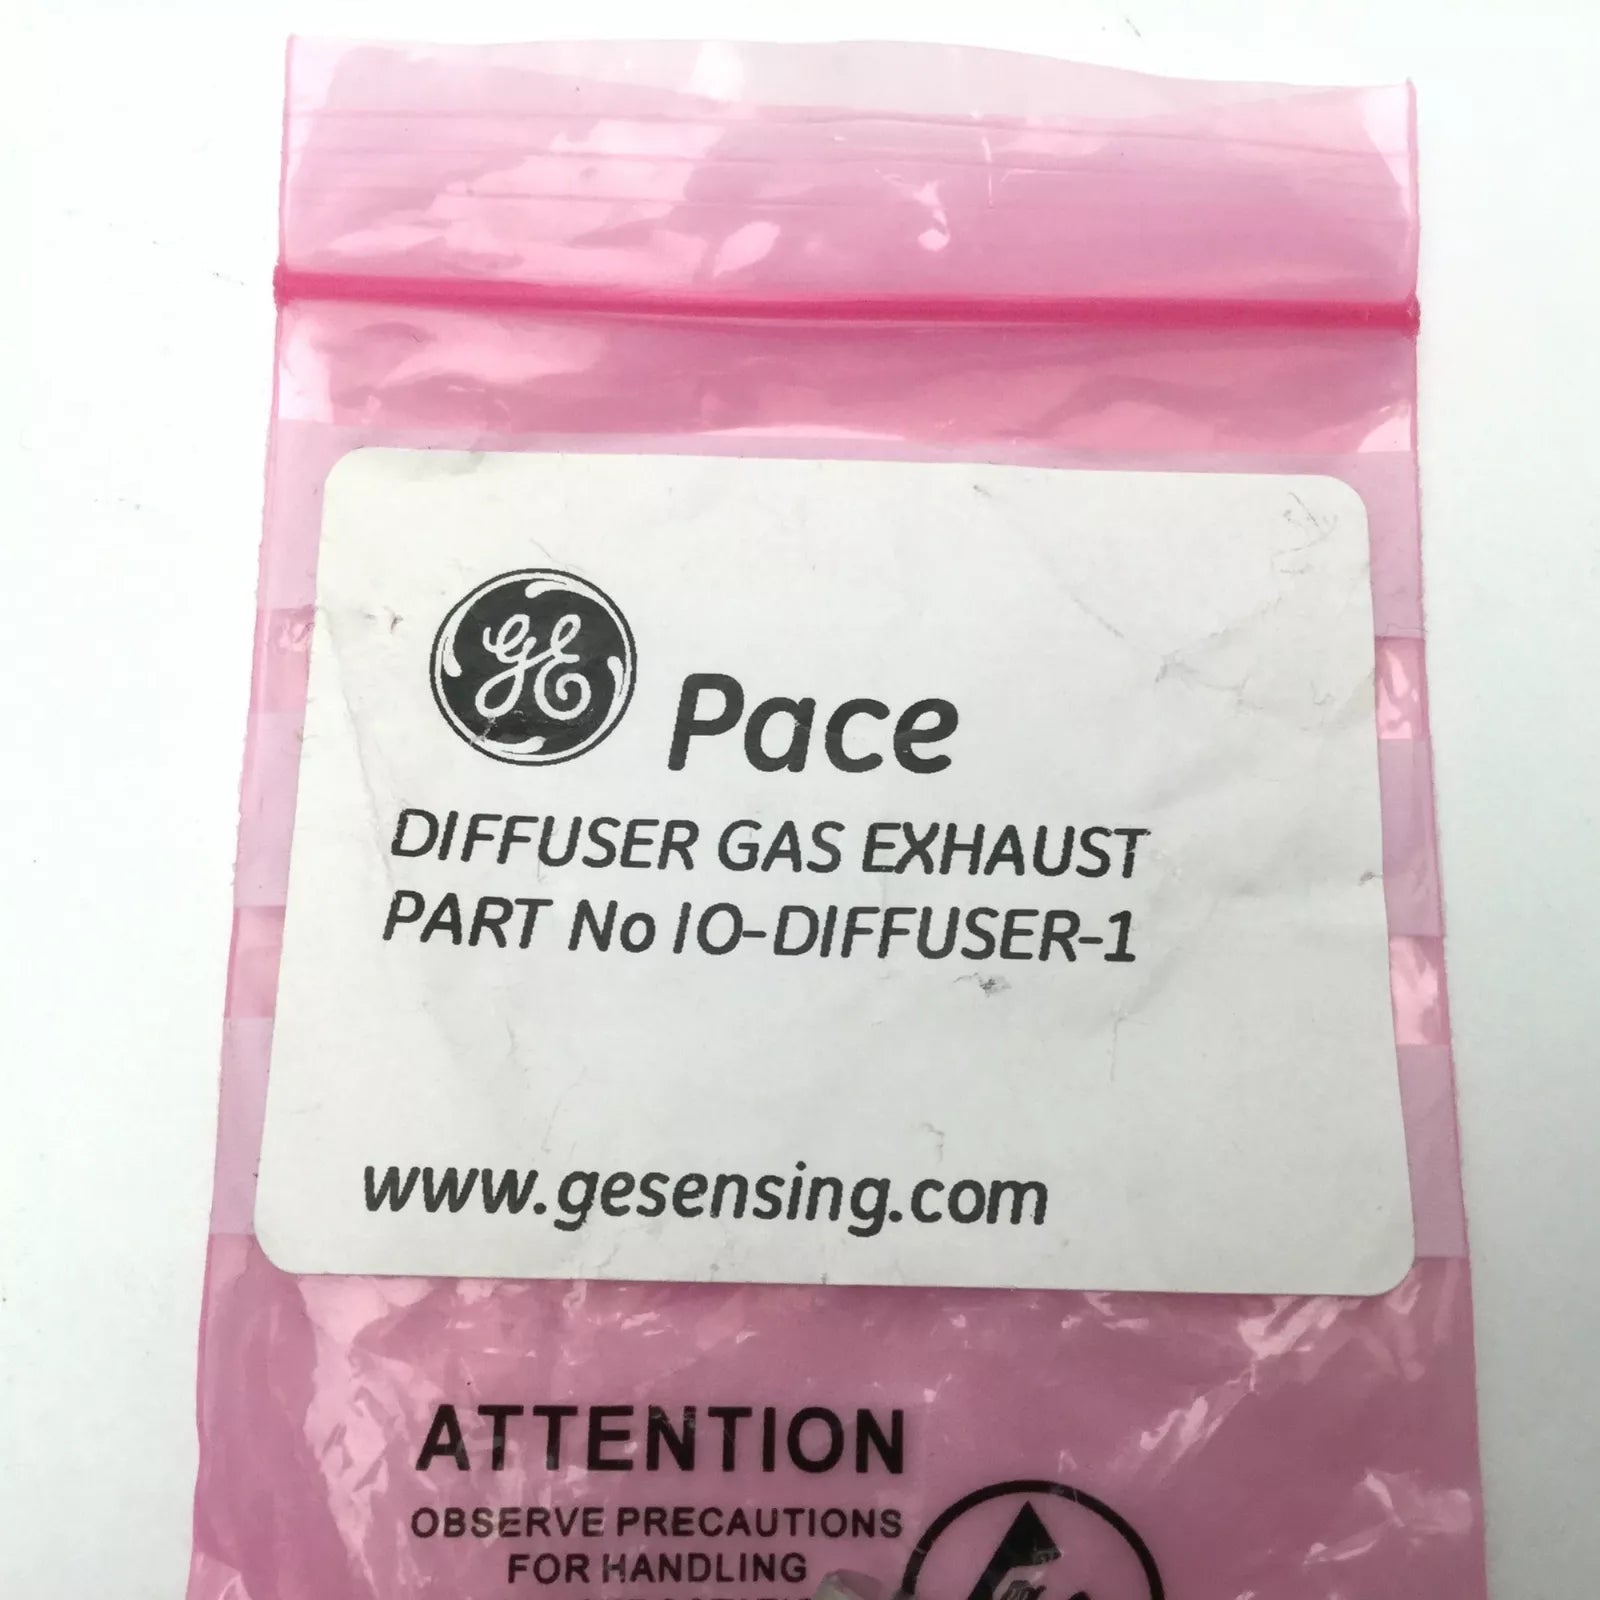 GE Pace
DIFFUSER GAS EXHAUST
PART No IO-DIFFUSER-1
www.gesensing.com
ATTENTION
OBSERVE PRECAUTIONS
FOR HANDLING